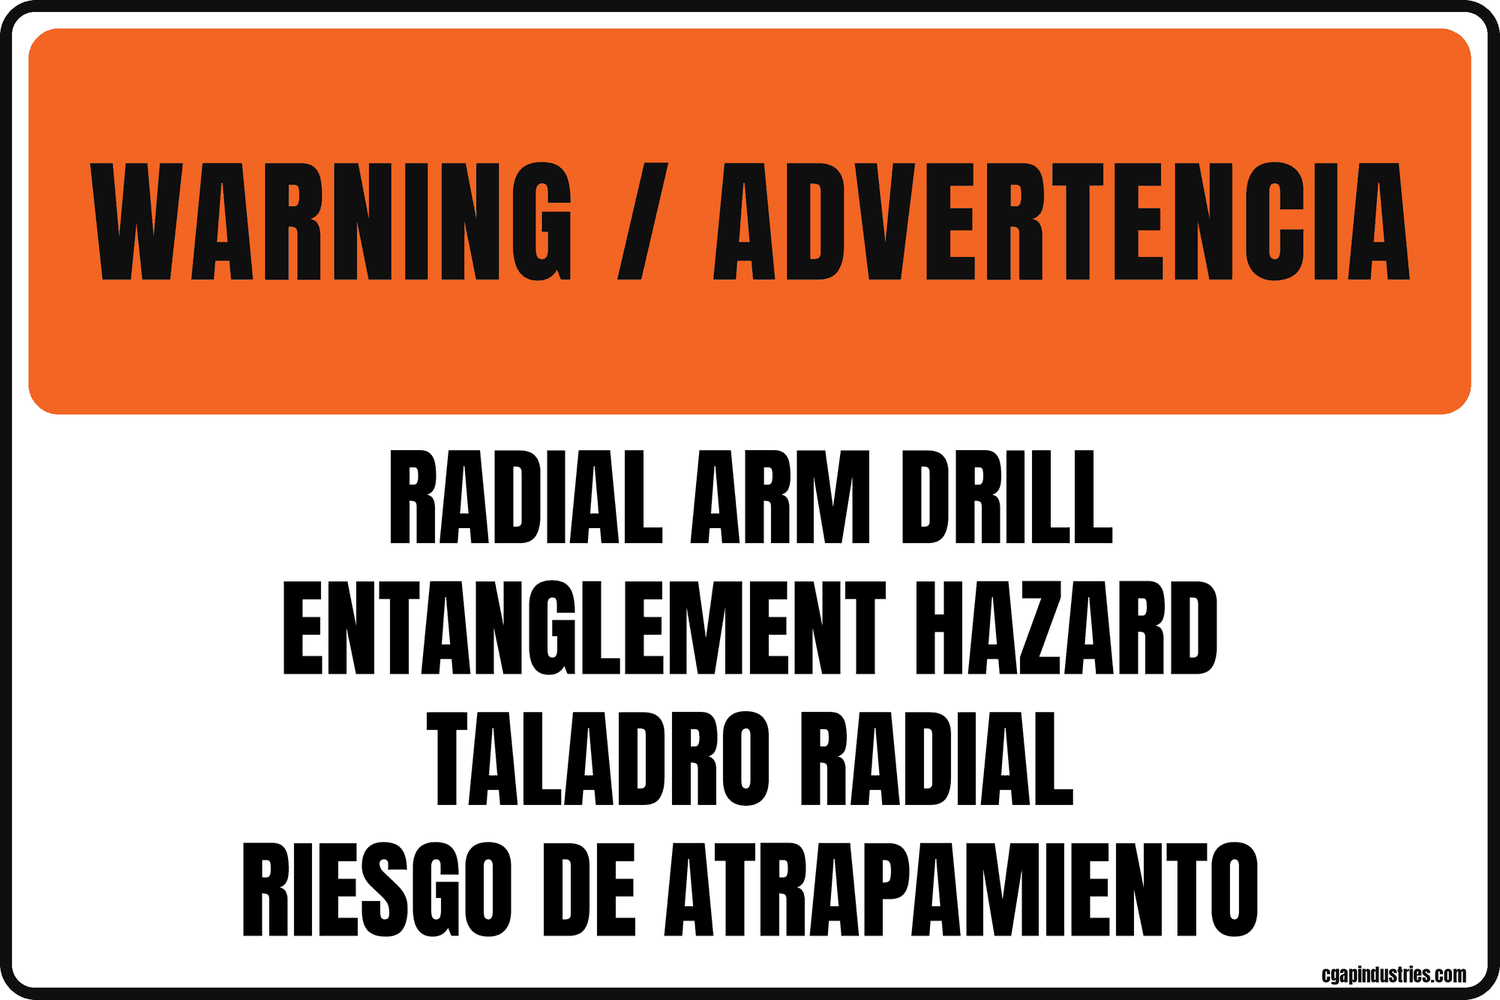 WARNING / ADVERTENCIA
RADIAL ARM DRILL
ENTANGLEMENT HAZARD
TALADRO RADIAL
RIESGO DE ATRAPAMIENTO
cgapindustries.com